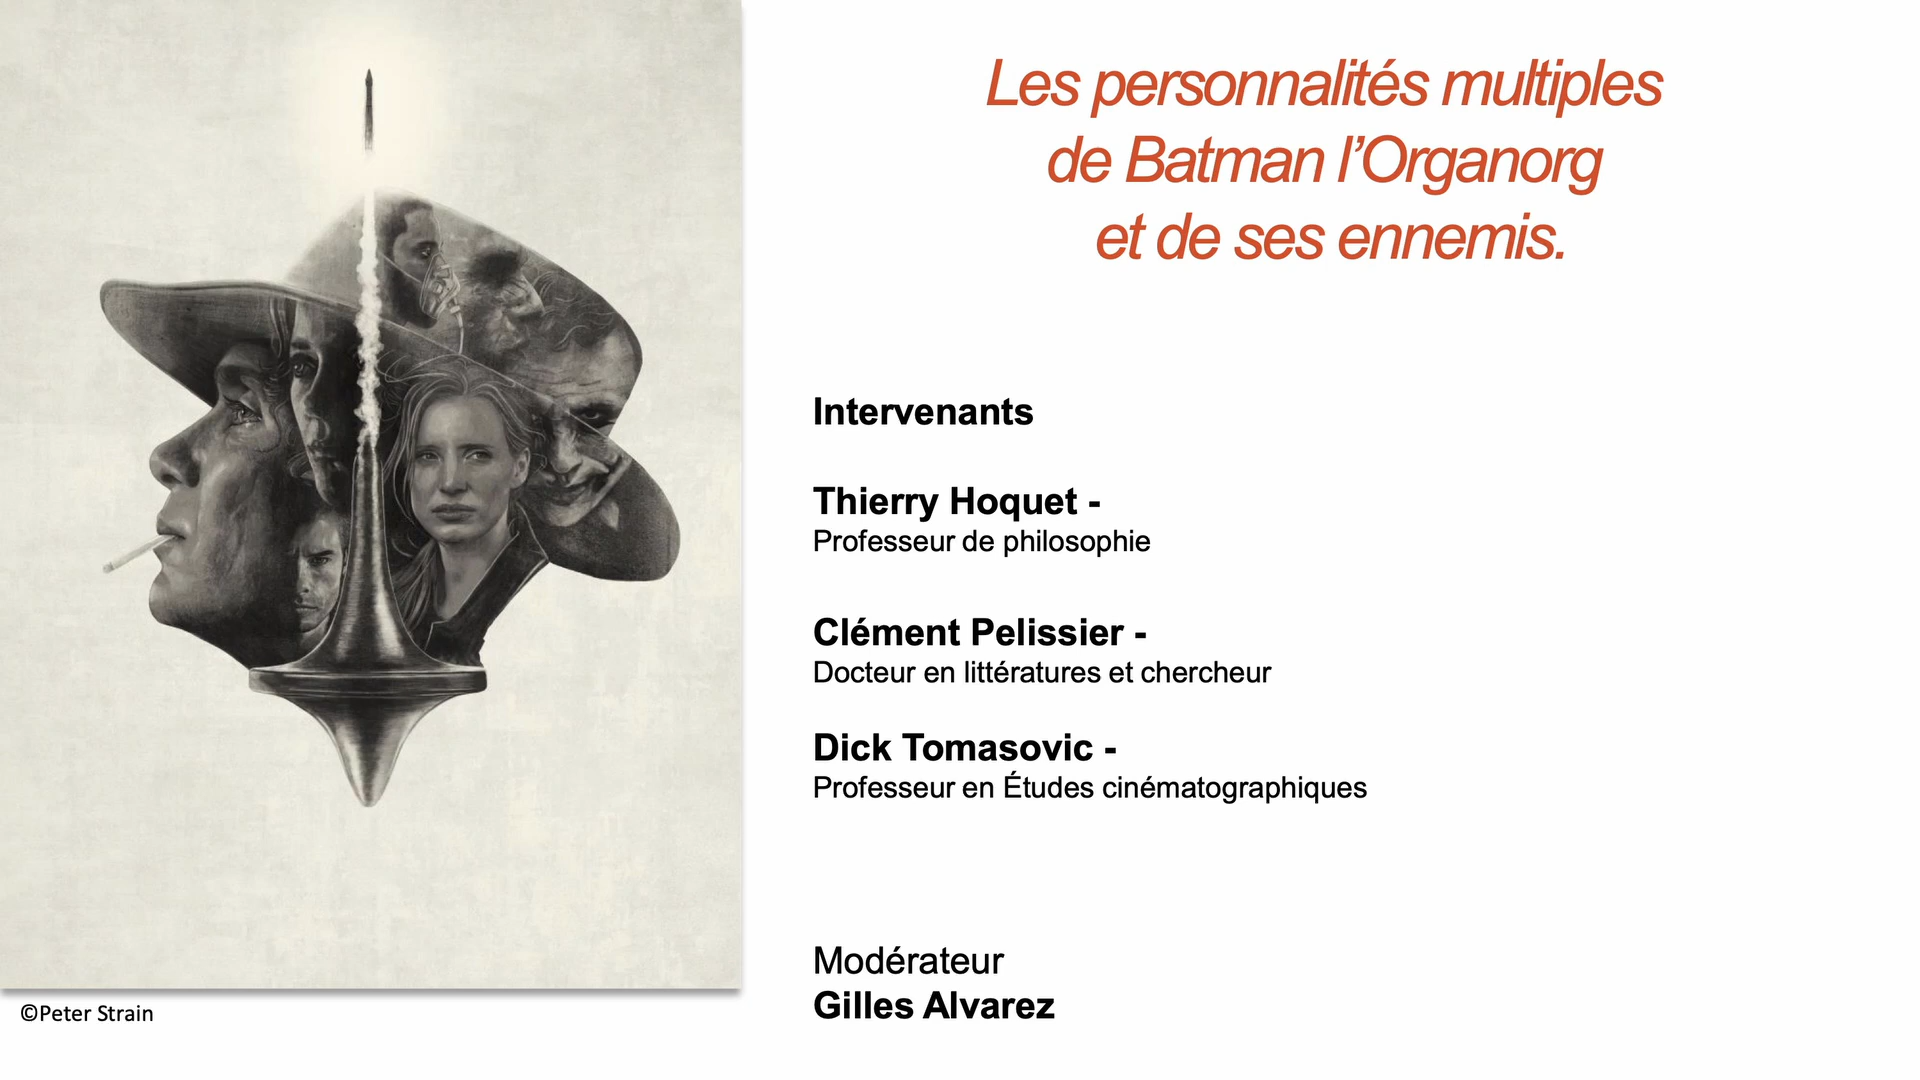 Les personnalités multiples
de Batman l’Organorg
et de ses ennemis.
Intervenants
Thierry Hoquet -
Professeur de philosophie
Clément Pelissier -
Docteur en littératures et chercheur
Dick Tomasovic -
Professeur en Études cinématographiques
Modérateur
Gilles Alvarez
©Peter Strain